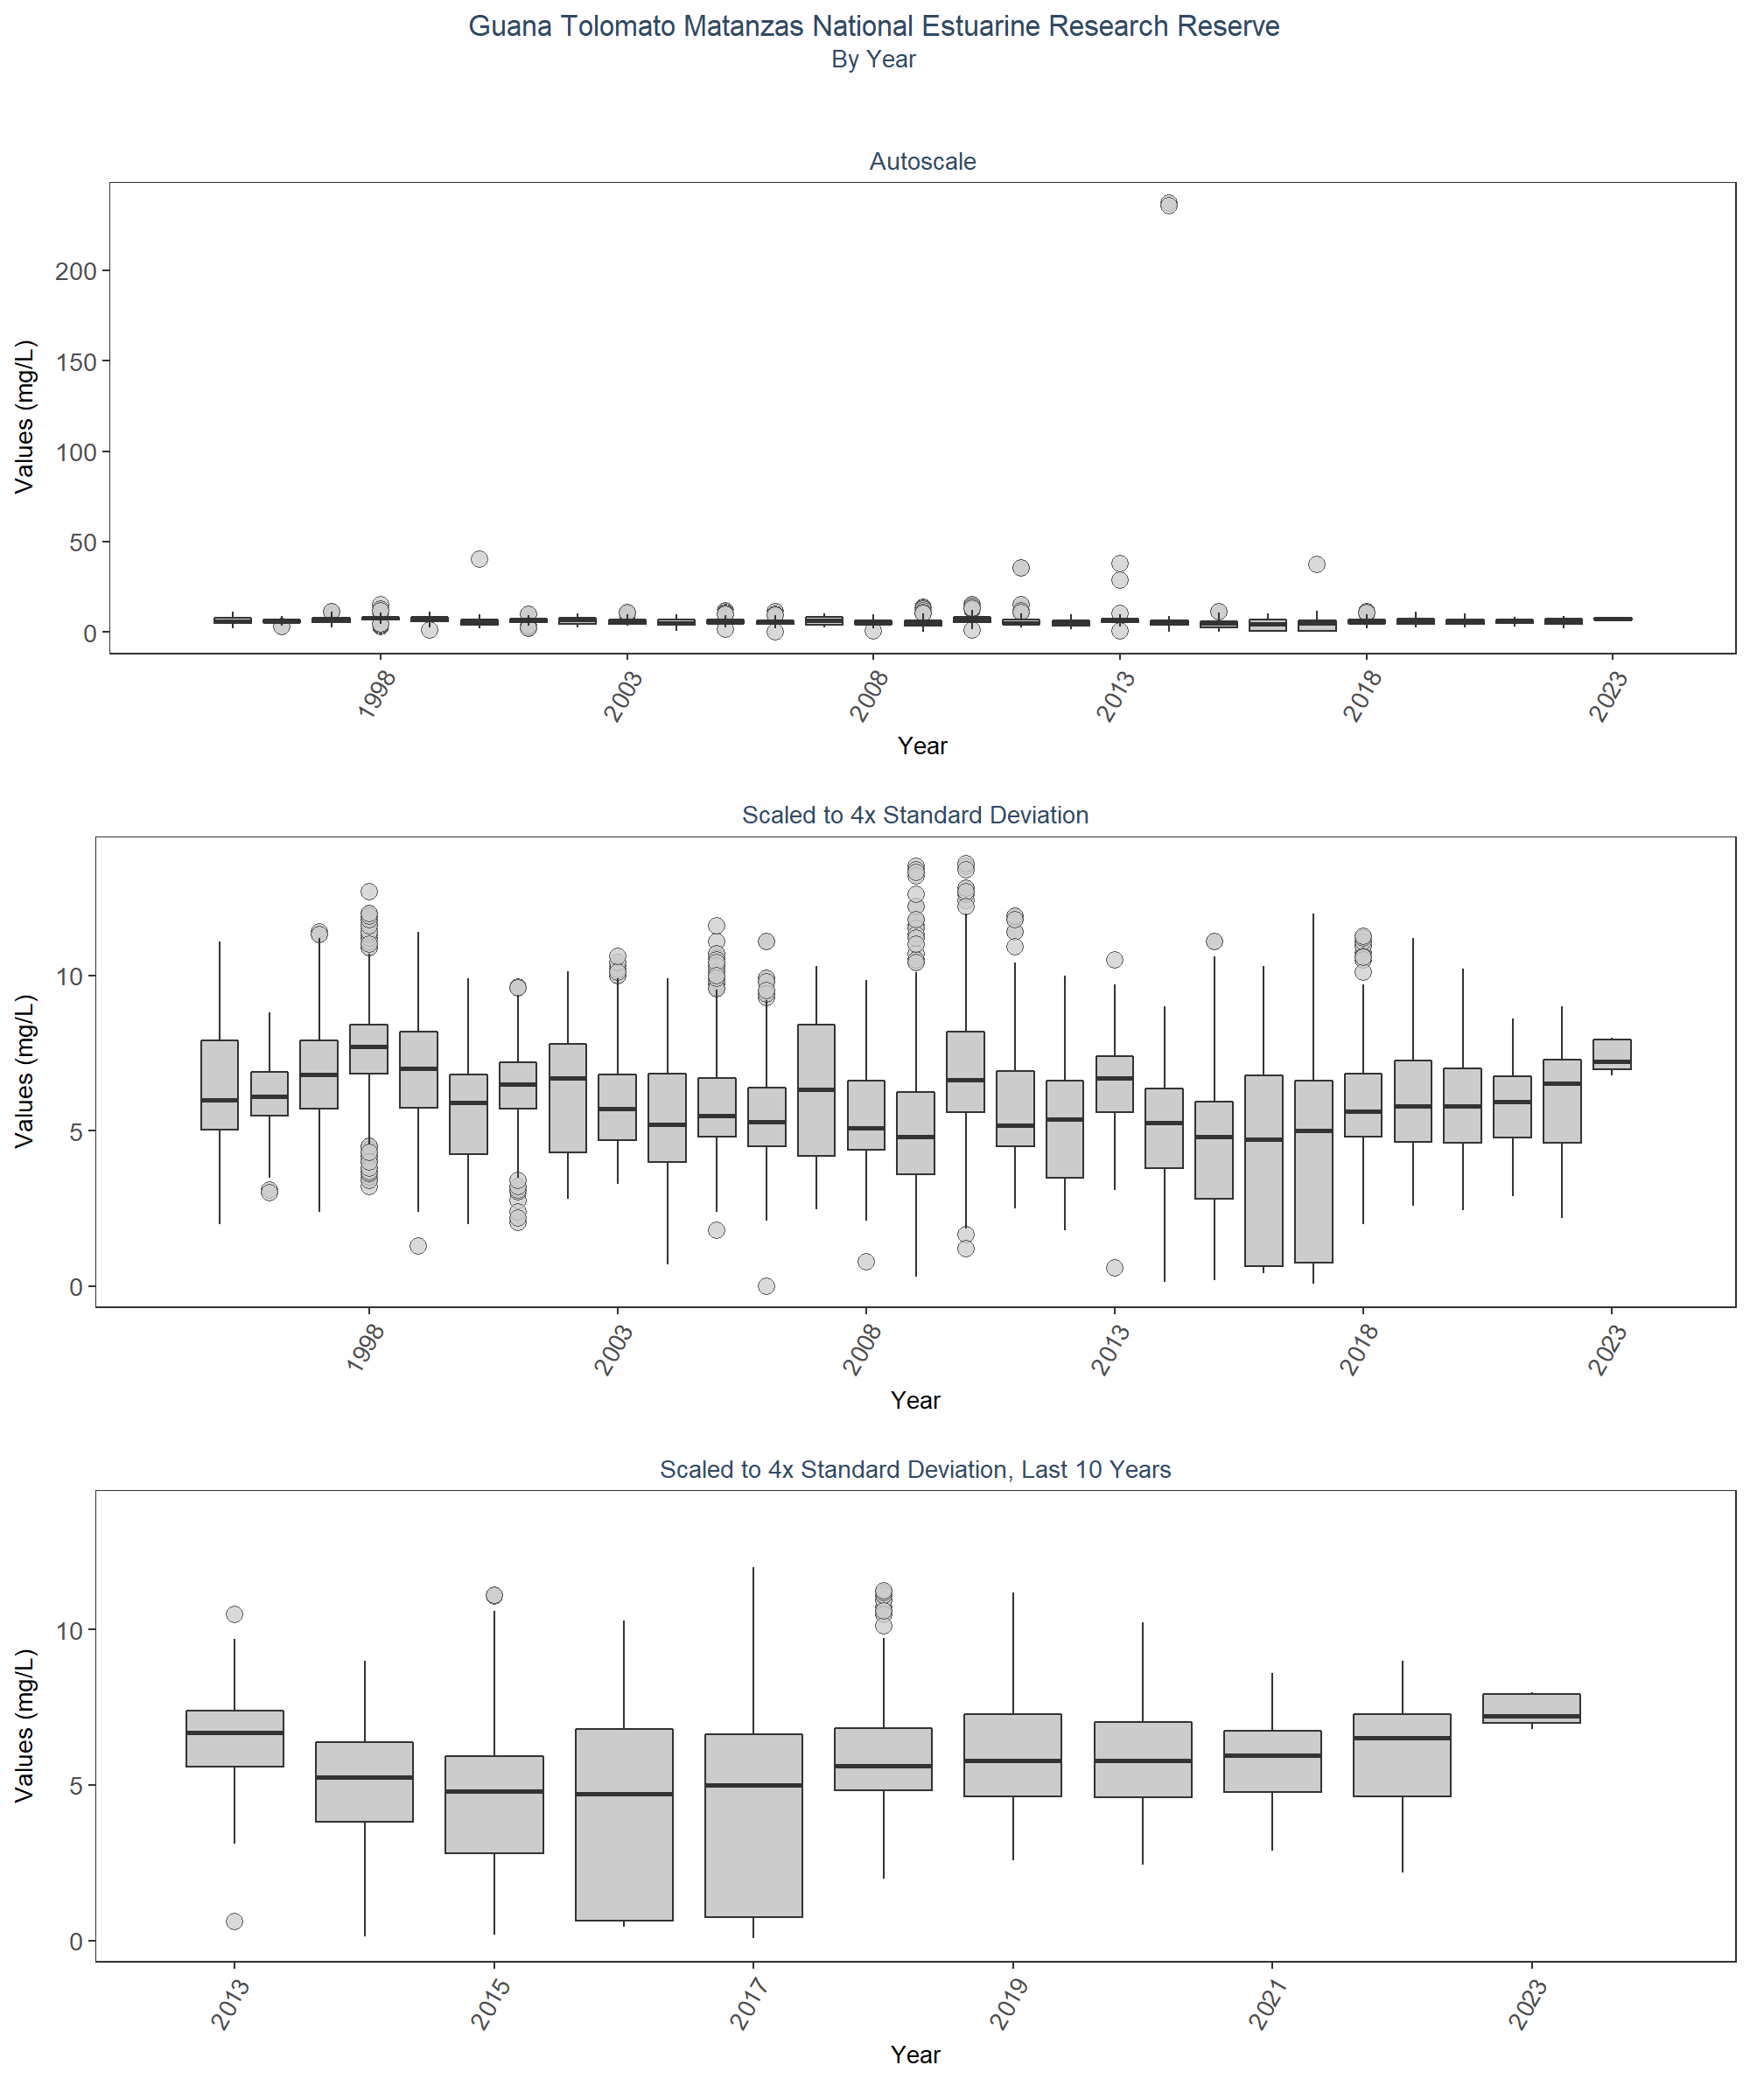 Guana Tolomato Matanzas National Estuarine Research Reserve
By Year
Autoscale
Values (mg/L)
200
150
100
50
0
1998 2003 2008 2013 2018 2023
Year
Scaled to 4x Standard Deviation
Values (mg/L)
10
5
0
1998 2003 2008 2013 2018 2023
Year
Scaled to 4x Standard Deviation, Last 10 Years
Values (mg/L)
10
5
0
2013 2015 2017 2019 2021 2023
Year